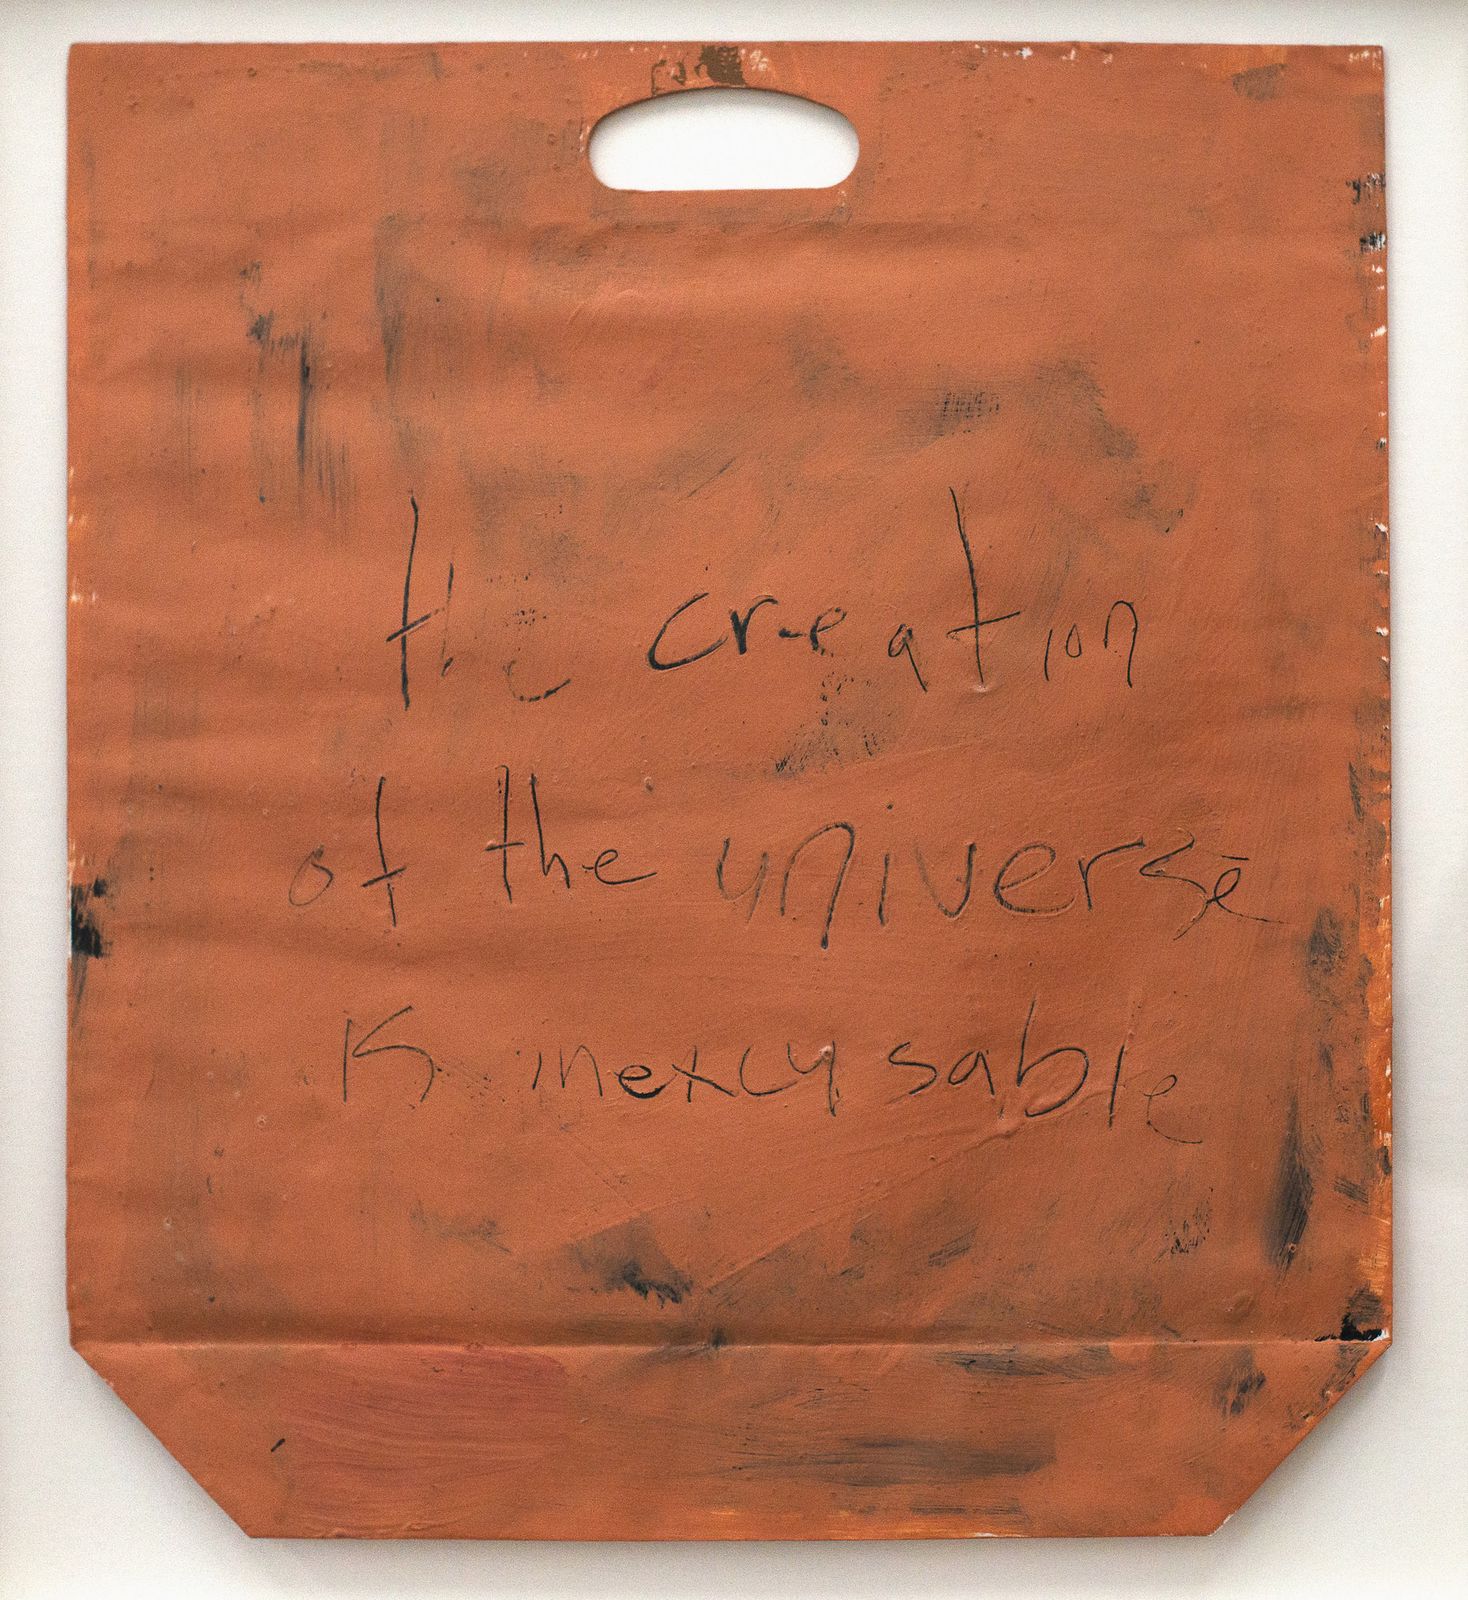 the creation
of the universe
is inexcusable